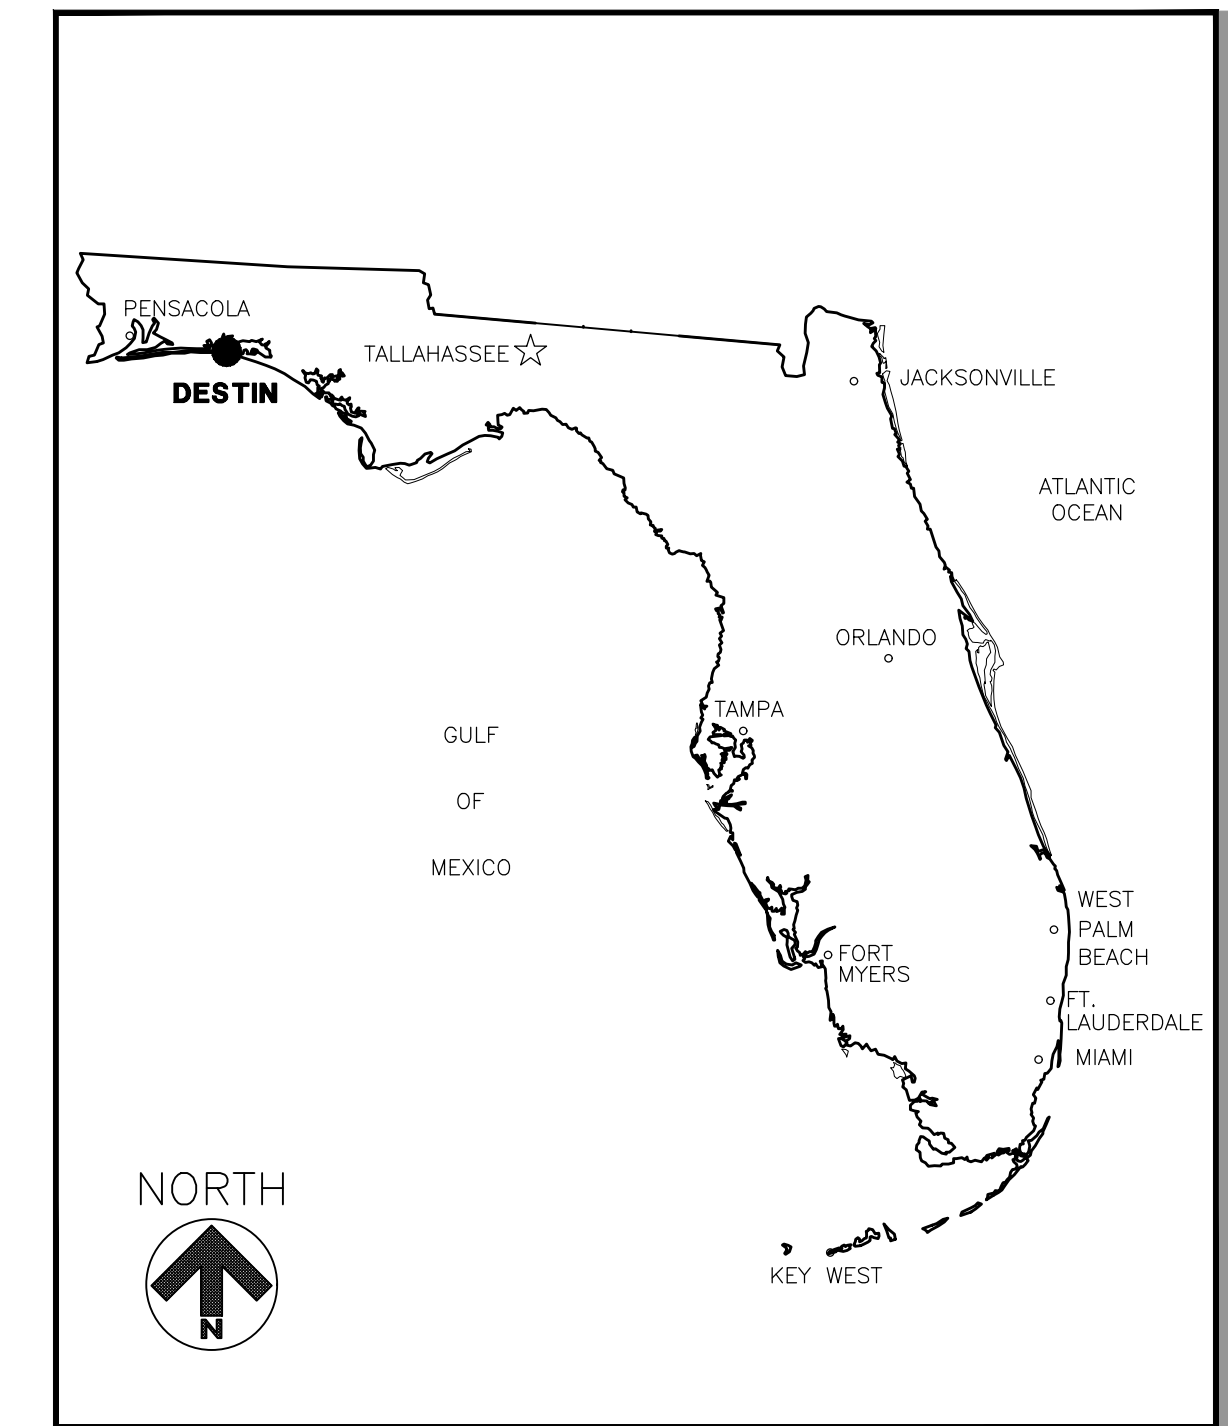 PENSACOLA
TALLAHASSEE
DESTIN
JACKSONVILLE
ATLANTIC
OCEAN
ORLANDO
TAMPA
GULF
OF
MEXICO
WEST
PALM
BEACH
FORT
MYERS
FT.
LAUDERDALE
MIAMI
NORTH
N
KEY WEST